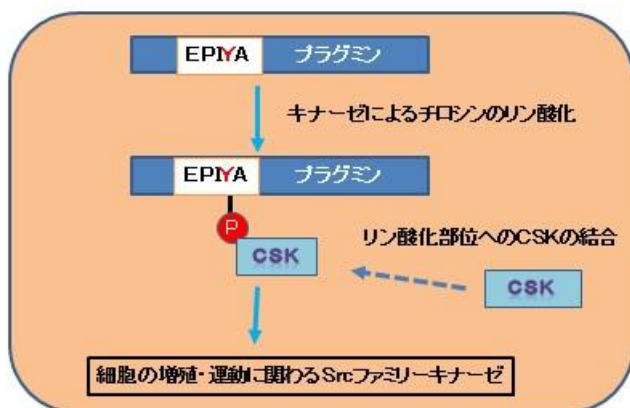 EPIYA プラグミン
キナーゼによるチロシンのリン酸化
EPIYA プラグミン
P
CSK
リン酸化部位へのCSKの結合
CSK
細胞の増殖・運動に関わるSrcファミリーキナーゼ